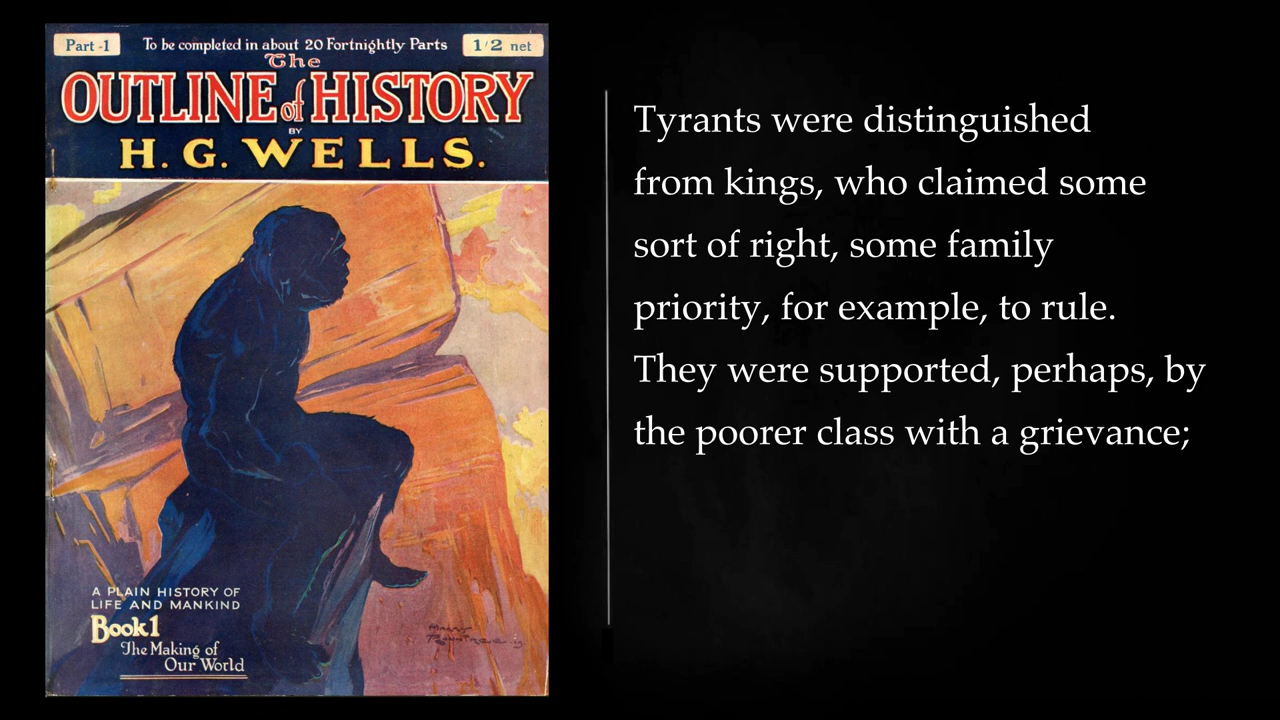 Part -1
To be completed in about 20 Fortnightly Parts
1/2 net
The
OUTLINE of HISTORY
BY
H. G. WELLS.
A PLAIN HISTORY OF
LIFE AND MANKIND
Book 1
The Making of
Our World
Tyrants were distinguished
from kings, who claimed some
sort of right, some family
priority, for example, to rule.
They were supported, perhaps, by
the poorer class with a grievance;